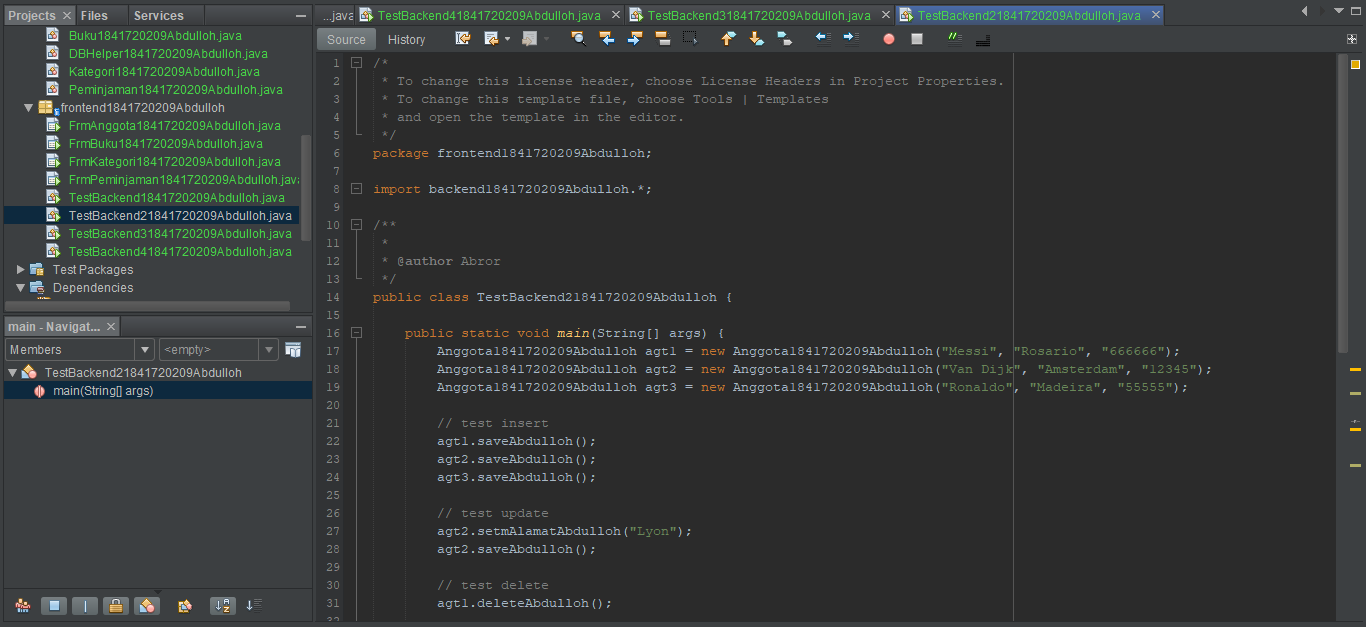 Projects
Files
Services
...java
TestBackend41841720209Abdulloh.java
TestBackend31841720209Abdulloh.java
TestBackend21841720209Abdulloh.java
Buku1841720209Abdulloh.java
DBHelper1841720209Abdulloh.java
Kategori1841720209Abdulloh.java
Peminjaman1841720209Abdulloh.java
frontend1841720209Abdulloh
FrmAnggota1841720209Abdulloh.java
FrmBuku1841720209Abdulloh.java
FrmKategori1841720209Abdulloh.java
FrmPeminjaman1841720209Abdulloh.java
TestBackend1841720209Abdulloh.java
TestBackend21841720209Abdulloh.java
TestBackend31841720209Abdulloh.java
TestBackend41841720209Abdulloh.java
Test Packages
Dependencies
main - Navigat...
Members
<empty>
TestBackend21841720209Abdulloh
main(String[] args)
Source
History
1 /*
2 * To change this license header, choose License Headers in Project Properties.
3 * To change this template file, choose Tools | Templates
4 * and open the template in the editor.
5 */
6 package frontend1841720209Abdulloh;
7
8 import backend1841720209Abdulloh.*;
9
10 /**
11 *
12 * @author Abror
13 */
14 public class TestBackend21841720209Abdulloh {
15
16 public static void main(String[] args) {
17 Anggota1841720209Abdulloh agt1 = new Anggota1841720209Abdulloh("Messi", "Rosario", "666666");
18 Anggota1841720209Abdulloh agt2 = new Anggota1841720209Abdulloh("Van Dijk", "Amsterdam", "12345");
19 Anggota1841720209Abdulloh agt3 = new Anggota1841720209Abdulloh("Ronaldo", "Madeira", "55555");
20
21 // test insert
22 agt1.saveAbdulloh();
23 agt2.saveAbdulloh();
24 agt3.saveAbdulloh();
25
26 // test update
27 agt2.setmAlamatAbdulloh("Lyon");
28 agt2.saveAbdulloh();
29
30 // test delete
31 agt1.deleteAbdulloh();